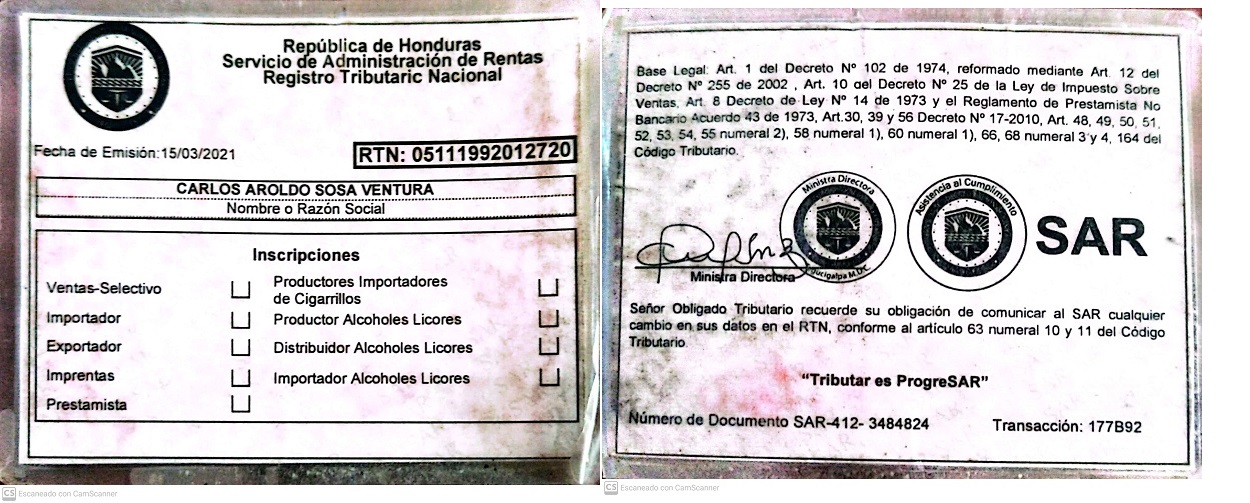 República de Honduras
Servicio de Administración de Rentas
Registro Tributaric Nacional
Fecha de Emisión:15/03/2021
RTN: 05111992012720
CARLOS AROLDO SOSA VENTURA
Nombre o Razón Social
Inscripciones
Ventas-Selectivo
Productores Importadores
de Cigarrillos
Importador
Productor Alcoholes Licores
Exportador
Distribuidor Alcoholes Licores
Imprentas
Importador Alcoholes Licores
Prestamista
CS Escaneado con CamScanner
Base Legal: Art. 1 del Decreto Nº 102 de 1974, reformado mediante Art. 12 del
Decreto Nº 255 de 2002 , Art. 10 del Decreto Nº 25 de la Ley de Impuesto Sobre
Ventas, Art. 8 Decreto de Ley Nº 14 de 1973 y el Reglamento de Prestamista No
Bancario Acuerdo 43 de 1973, Art.30, 39 y 56 Decreto Nº 17-2010, Art. 48, 49, 50, 51,
52, 53, 54, 55 numeral 2), 58 numeral 1), 60 numeral 1), 66, 68 numeral 3 y 4, 164 del
Código Tributario.
Ministra Directora
Asistencia al Cumplimiento
SAR
Ministra Directora
Señor Obligado Tributario recuerde su obligación de comunicar al SAR cualquier
cambio en sus datos en el RTN, conforme al artículo 63 numeral 10 y 11 del Código
Tributario.
“Tributar es ProgreSAR”
Número de Documento SAR-412- 3484824
Transacción: 177B92
CS Escaneado con CamScanner